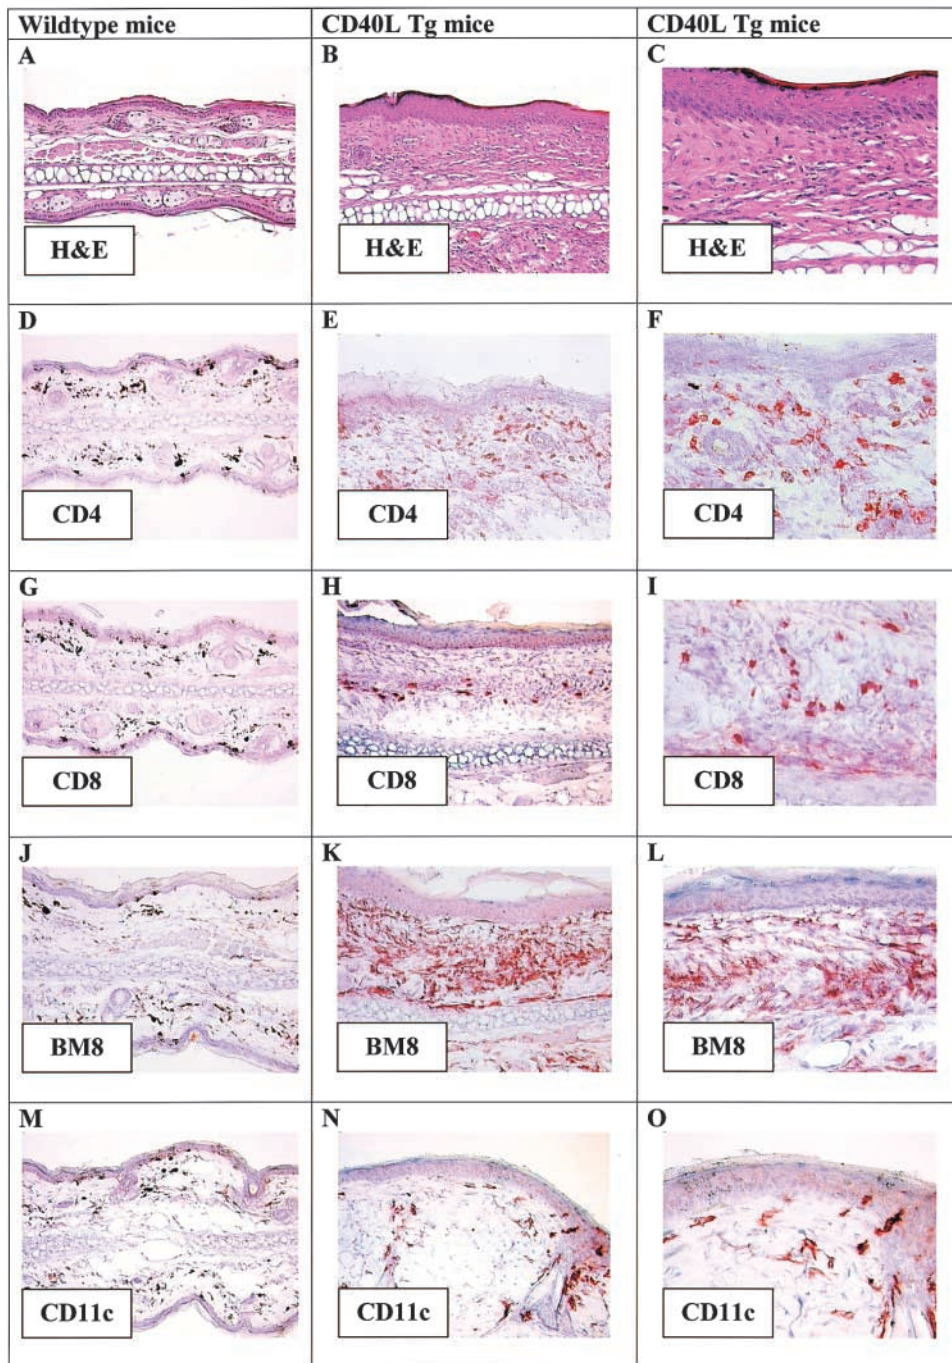 Wildtype mice CD40L Tg mice CD40L Tg mice
A B C
H&E H&E H&E
D E F
CD4 CD4 CD4
G H I
CD8 CD8 CD8
J K L
BM8 BM8 BM8
M N O
CD11c CD11c CD11c